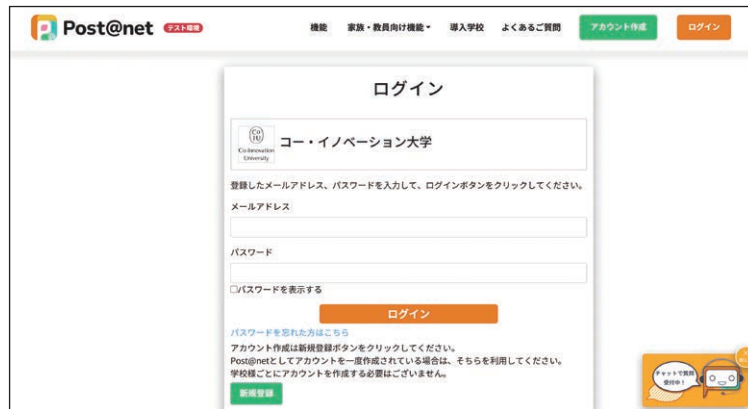 Post@net テスト環境
機能 家族・教員向け機能 導入学校 よくあるご質問 アカウント作成 ログイン
ログイン
Co IU
Co-Innovation
University
コー・イノベーション大学
登録したメールアドレス、パスワードを入力して、ログインボタンをクリックしてください。
メールアドレス
パスワード
パスワードを表示する
ログイン
パスワードを忘れた方はこちら
アカウント作成は新規登録ボタンをクリックしてください。
Post@netとしてアカウントを一度作成されている場合は、そちらを利用してください。
学校様ごとにアカウントを作成する必要はございません。
新規登録
チャットで質問
受付中！